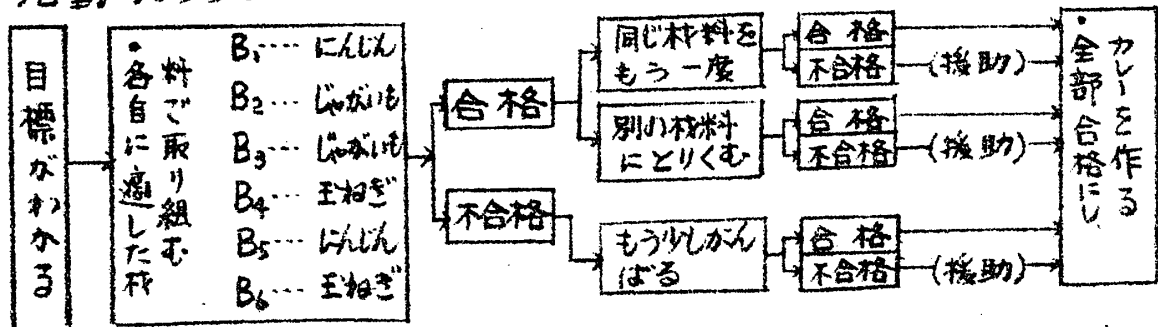 目標がわかる
・各自に適した材
料ご取り組む
B₁…… にんじん
B₂… じゃがいも
B₃… じゃがいも
B₄… 玉ねぎ
B₅… にんじん
B₆… 玉ねぎ
合格
不合格
同じ材料を
もう一度
別の材料
にとりくむ
もう少しがん
ばる
合格
不合格
(援助)
合格
不合格
(援助)
合格
不合格
(援助)
・全部合格にし
カレーを作る